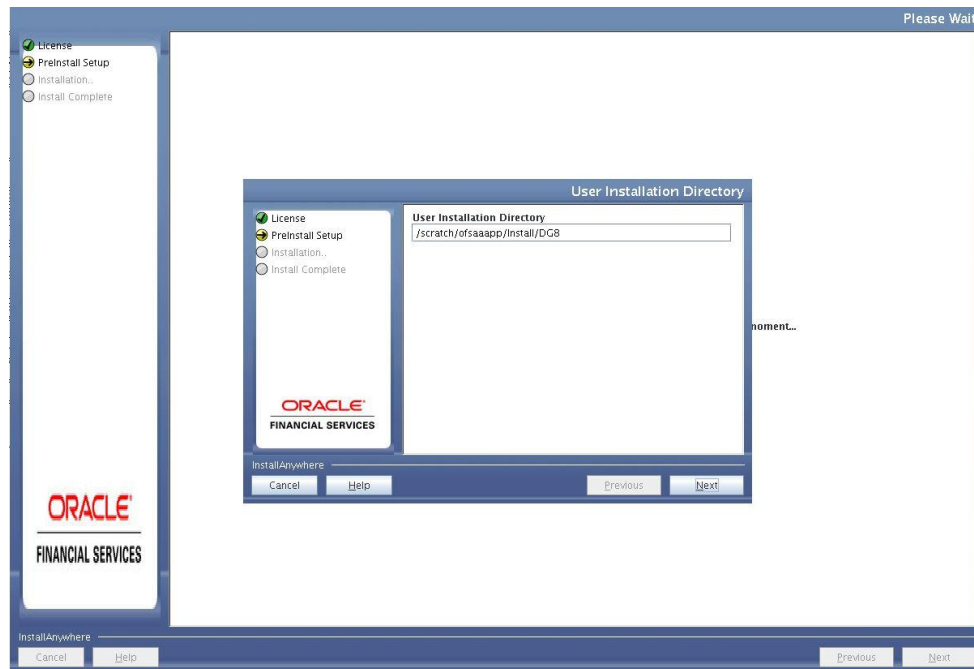 Please Wait
License
PreInstall Setup
Installation..
Install Complete
User Installation Directory
License
PreInstall Setup
Installation..
Install Complete
User Installation Directory
/scratch/ofsaaapp/Install/DG8
moment...
ORACLE
FINANCIAL SERVICES
InstallAnywhere
Cancel
Help
Previous
Next
ORACLE
FINANCIAL SERVICES
InstallAnywhere
Cancel
Help
Previous
Next